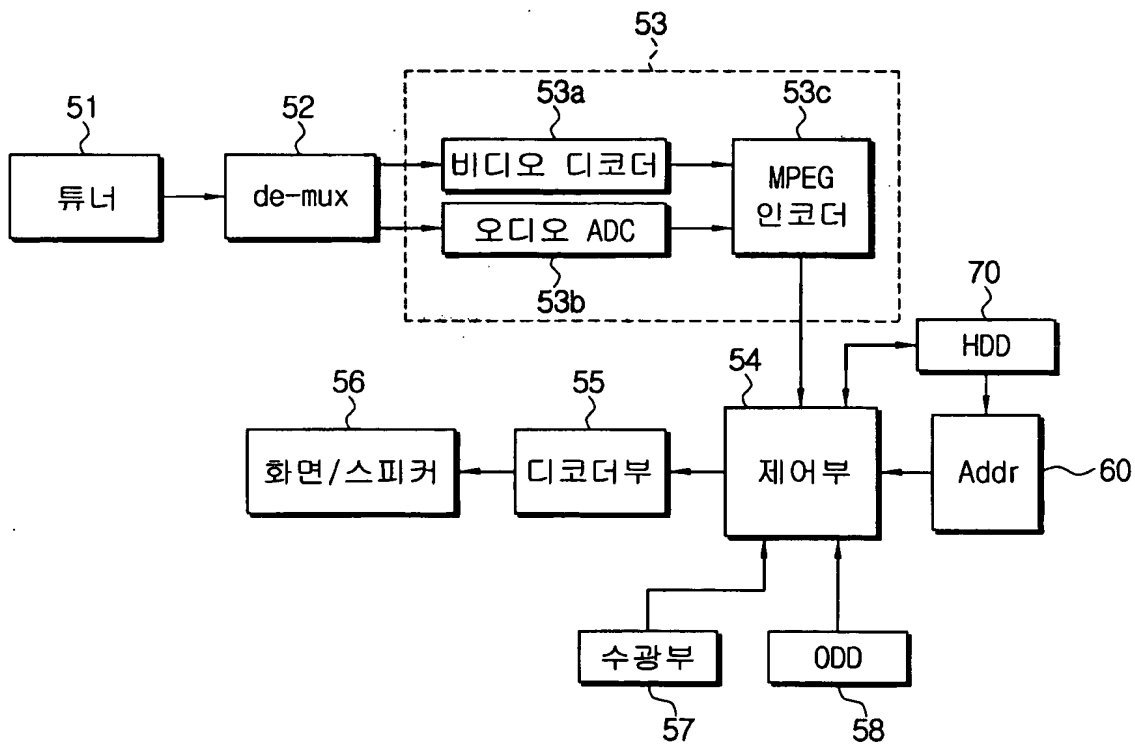 53
51
52
53a
53c
튜너
de-mux
비디오 디코더
오디오 ADC
MPEG
인코더
53b
70
HDD
56
55
54
화면/스피커
디코더부
제어부
Addr
60
수광부
ODD
57
58